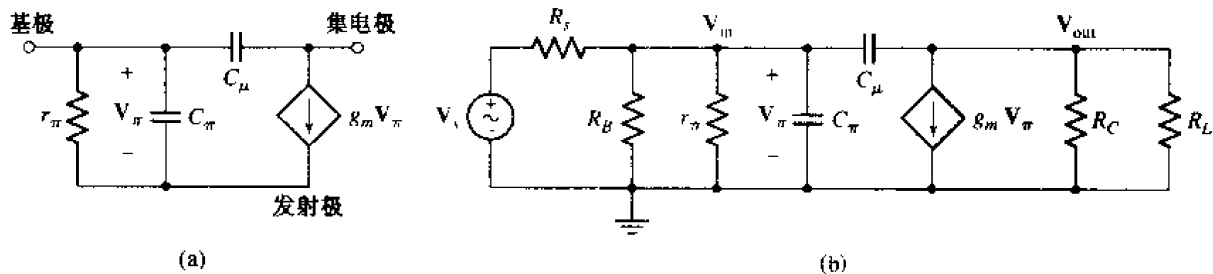 基极
集电极
C_μ
r_π
+
V_π
−
C_π
g_m V_π
发射极
(a)
R_s
V_in
V_out
C_μ
V_s
+
-
R_B
r_π
+
V_π
−
C_π
g_m V_π
R_C
R_L
(b)